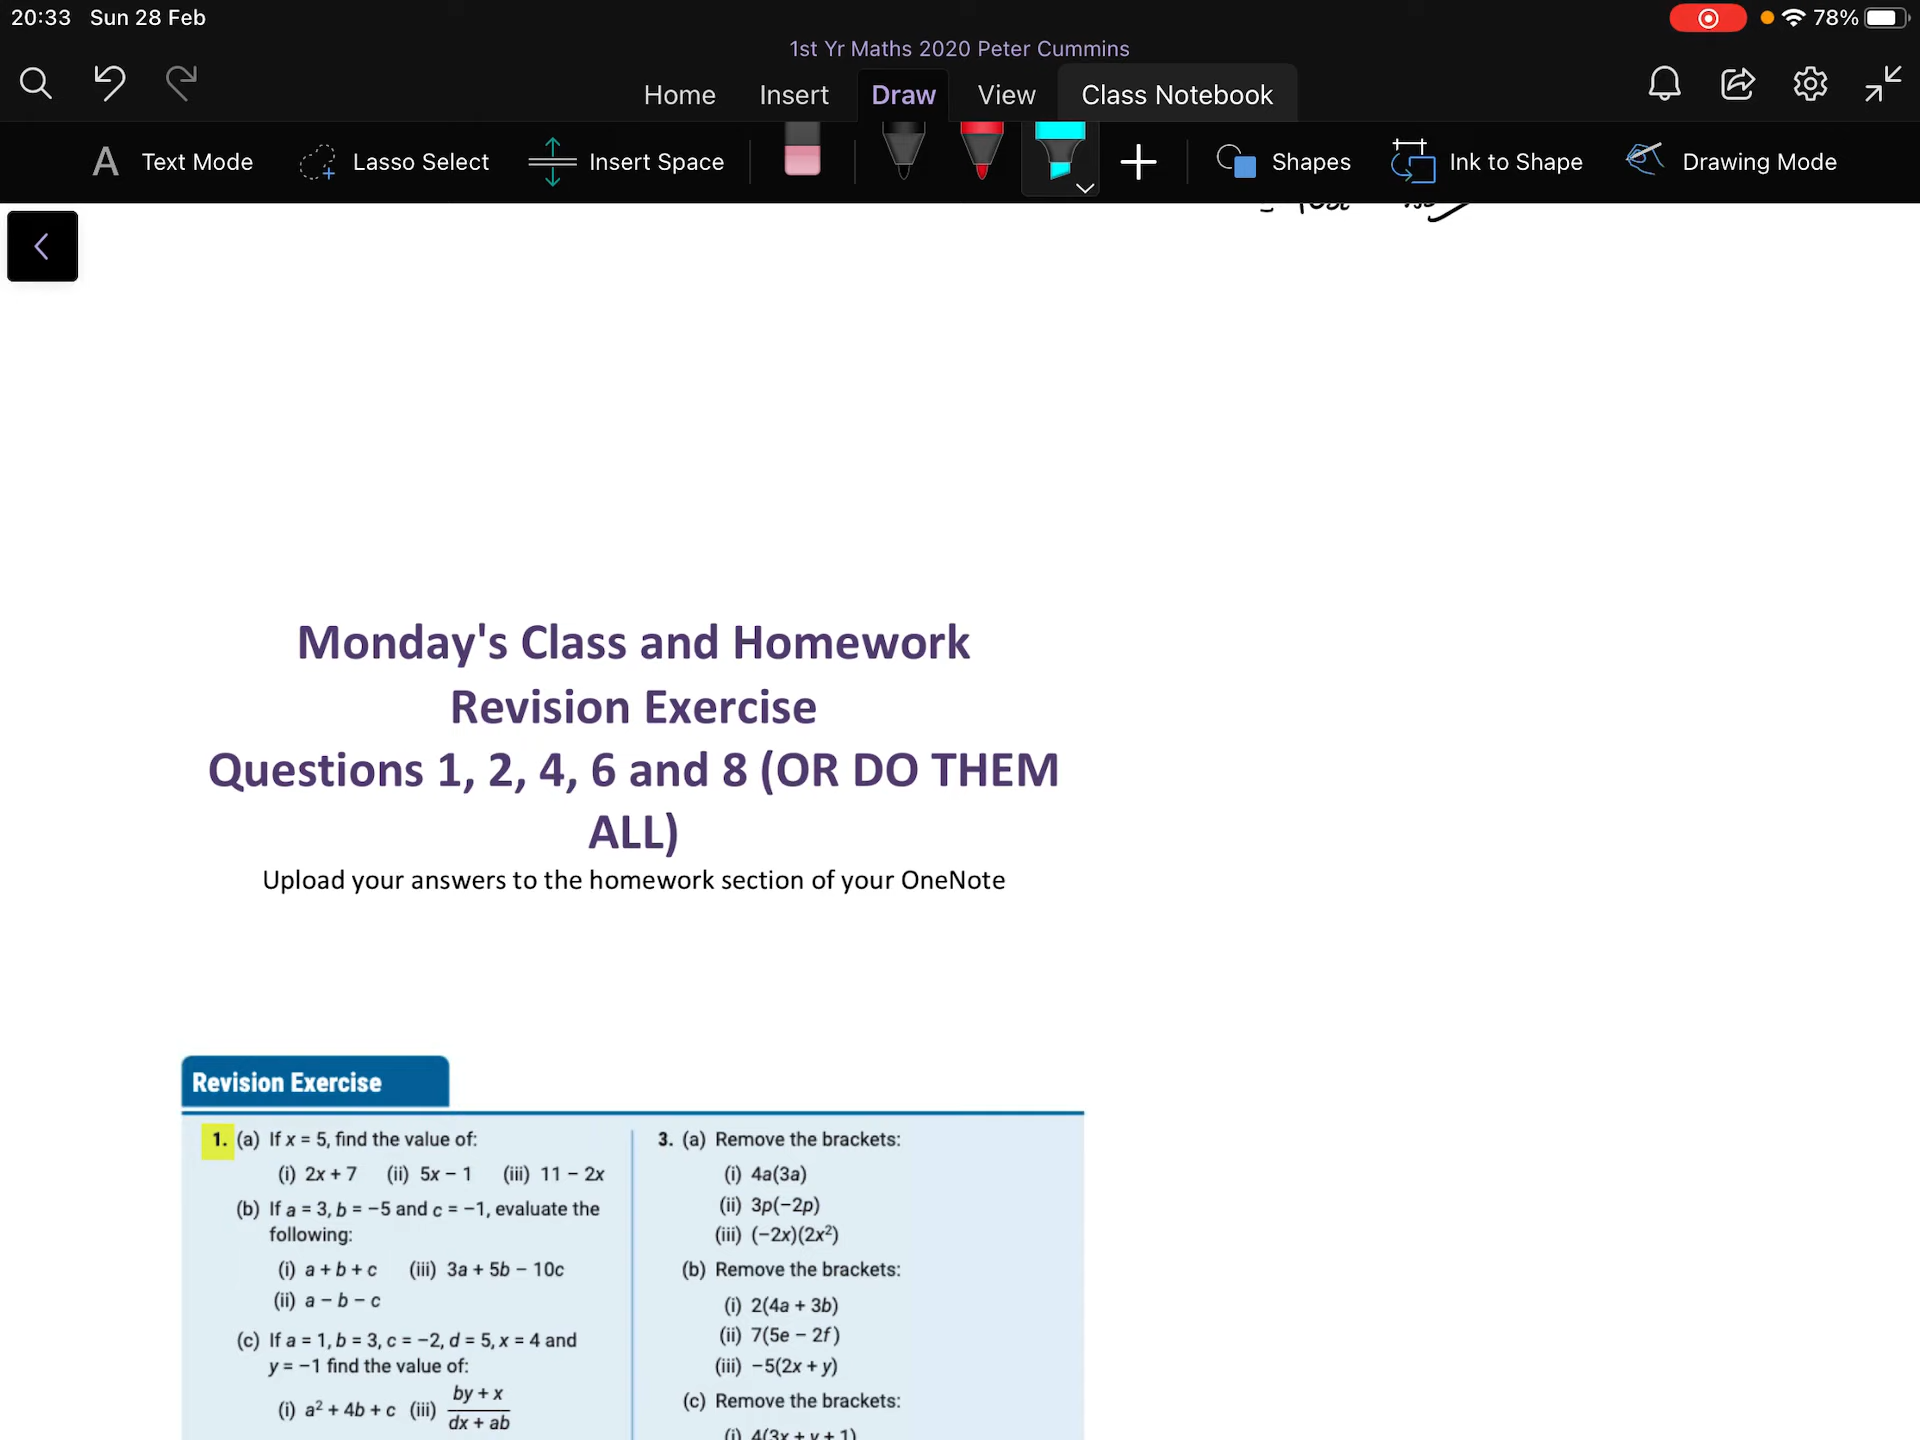 20:33 Sun 28 Feb
78%
1st Yr Maths 2020 Peter Cummins
Home Insert Draw View Class Notebook
A Text Mode Lasso Select Insert Space Shapes Ink to Shape Drawing Mode
Monday's Class and Homework
Revision Exercise
Questions 1, 2, 4, 6 and 8 (OR DO THEM
ALL)
Upload your answers to the homework section of your OneNote
Revision Exercise
1. (a) If x = 5, find the value of:
(i) 2x + 7 (ii) 5x − 1 (iii) 11 − 2x
(b) If a = 3, b = −5 and c = −1, evaluate the
following:
(i) a + b + c (iii) 3a + 5b − 10c
(ii) a − b − c
(c) If a = 1, b = 3, c = −2, d = 5, x = 4 and
y = −1 find the value of:
(i) a² + 4b + c (iii) by + x
dx + ab
3. (a) Remove the brackets:
(i) 4a(3a)
(ii) 3p(−2p)
(iii) (−2x)(2x²)
(b) Remove the brackets:
(i) 2(4a + 3b)
(ii) 7(5e − 2f)
(iii) −5(2x + y)
(c) Remove the brackets:
(i) 4(3x + y + 1)